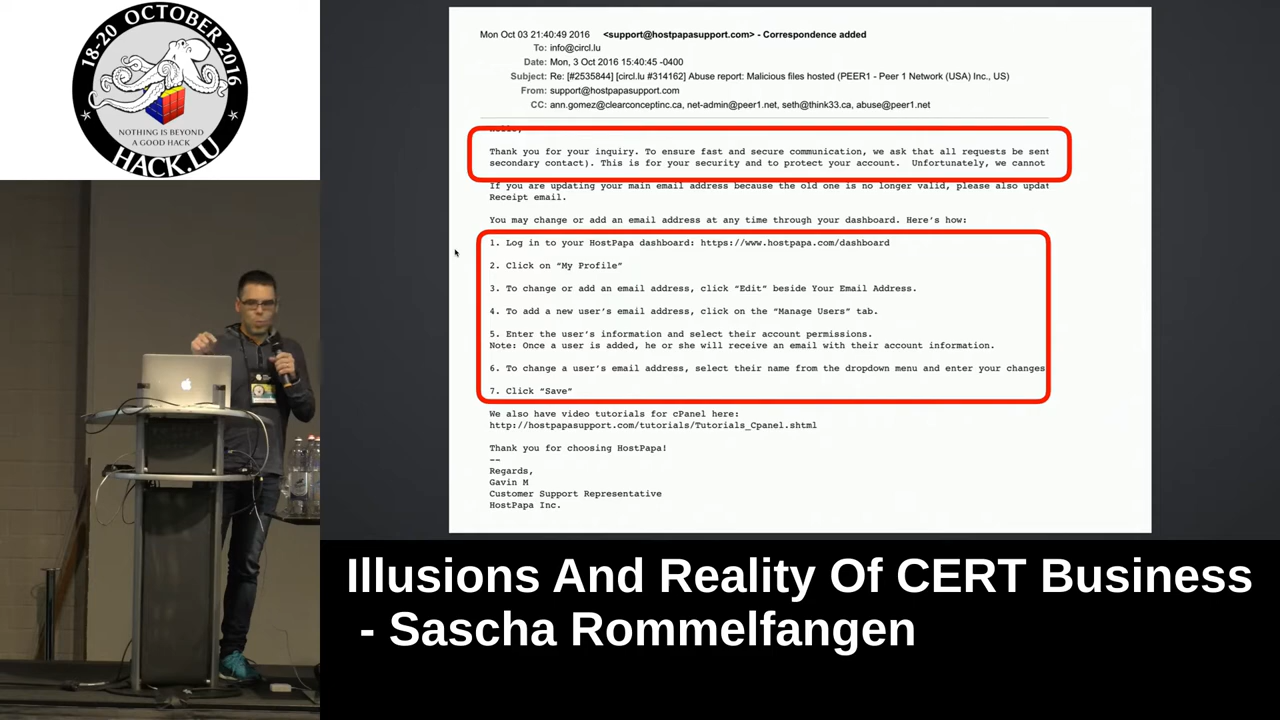 18-20 OCTOBER 2016
NOTHING IS BEYOND
A GOOD HACK
HACK.LU
Mon Oct 03 21:40:49 2016 <support@hostpapasupport.com> - Correspondence added
To: info@circl.lu
Date: Mon, 3 Oct 2016 15:40:45 -0400
Subject: Re: [#2535844] [circl.lu #314162] Abuse report: Malicious files hosted (PEER1 - Peer 1 Network (USA) Inc., US)
From: support@hostpapasupport.com
CC: ann.gomez@clearconceptinc.ca, net-admin@peer1.net, seth@think33.ca, abuse@peer1.net
Thank you for your inquiry. To ensure fast and secure communication, we ask that all requests be sent
secondary contact). This is for your security and to protect your account. Unfortunately, we cannot
If you are updating your main email address because the old one is no longer valid, please also updat
Receipt email.
You may change or add an email address at any time through your dashboard. Here's how:
1. Log in to your HostPapa dashboard: https://www.hostpapa.com/dashboard
2. Click on “My Profile”
3. To change or add an email address, click “Edit” beside Your Email Address.
4. To add a new user's email address, click on the “Manage Users” tab.
5. Enter the user's information and select their account permissions.
Note: Once a user is added, he or she will receive an email with their account information.
6. To change a user's email address, select their name from the dropdown menu and enter your changes
7. Click “Save”
We also have video tutorials for cPanel here:
http://hostpapasupport.com/tutorials/Tutorials_Cpanel.shtml
Thank you for choosing HostPapa!
--
Regards,
Gavin M
Customer Support Representative
HostPapa Inc.
Illusions And Reality Of CERT Business
- Sascha Rommelfangen